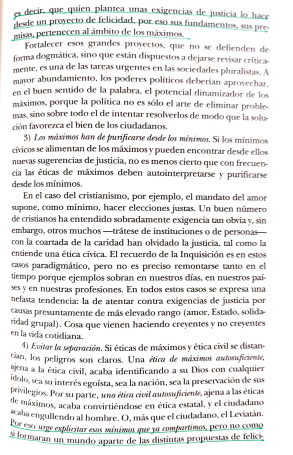 es decir, que quien plantea unas exigencias de justicia lo hace
desde un proyecto de felicidad, por eso sus fundamentos, sus pre-
misas, pertenecen al ámbito de los máximos.
Fortalecer esos grandes proyectos, que no se defienden de
forma dogmática, sino que están dispuestos a dejarse revisar crítica-
mente, es una de las tareas urgentes en las sociedades pluralistas. A
mayor abundamiento, los poderes políticos deberían aprovechar,
en el buen sentido de la palabra, el potencial dinamizador de los
máximos, porque la política no es sólo el arte de eliminar proble-
mas, sino sobre todo el de intentar resolverlos de modo que la solu-
ción favorezca el bien de los ciudadanos.
3) Los máximos han de purificarse desde los mínimos. Si los mínimos
cívicos se alimentan de los máximos y pueden encontrar desde ellos
nuevas sugerencias de justicia, no es menos cierto que con frecuen-
cia las éticas de máximos deben autointerpretarse y purificarse
desde los mínimos.
En el caso del cristianismo, por ejemplo, el mandato del amor
supone, como mínimo, hacer elecciones justas. Un buen número
de cristianos ha entendido sobradamente exigencia tan obvia y, sin
embargo, otros muchos —trátese de instituciones o de personas—
con la coartada de la caridad han olvidado la justicia, tal como la
entiende una ética cívica. El recuerdo de la Inquisición es en estos
casos paradigmático, pero no es preciso remontarse tanto en el
tiempo porque ejemplos sobran en nuestros días, en nuestros paí-
ses y en nuestras profesiones. En todos estos casos se expresa una
nefasta tendencia: la de atentar contra exigencias de justicia por
causas presuntamente de más elevado rango (amor, Estado, solida-
ridad grupal). Cosa que vienen haciendo creyentes y no creyentes
en la vida cotidiana.
4) Evitar la separación. Si éticas de máximos y ética civil se distan-
cian, los peligros son claros. Una ética de máximos autosuficiente,
ajena a la ética civil, acaba identificando a su Dios con cualquier
ídolo, sea su interés egoísta, sea la nación, sea la preservación de sus
privilegios. Por su parte, una ética civil autosuficiente, ajena a las éticas
de máximos, acaba convirtiéndose en ética estatal, y el ciudadano
acaba engullendo al hombre. O, más que el ciudadano, el Leviatán.
Por eso urge explicitar esos mínimos que ya compartimos, pero no como
si formaran un mundo aparte de las distintas propuestas de felici-